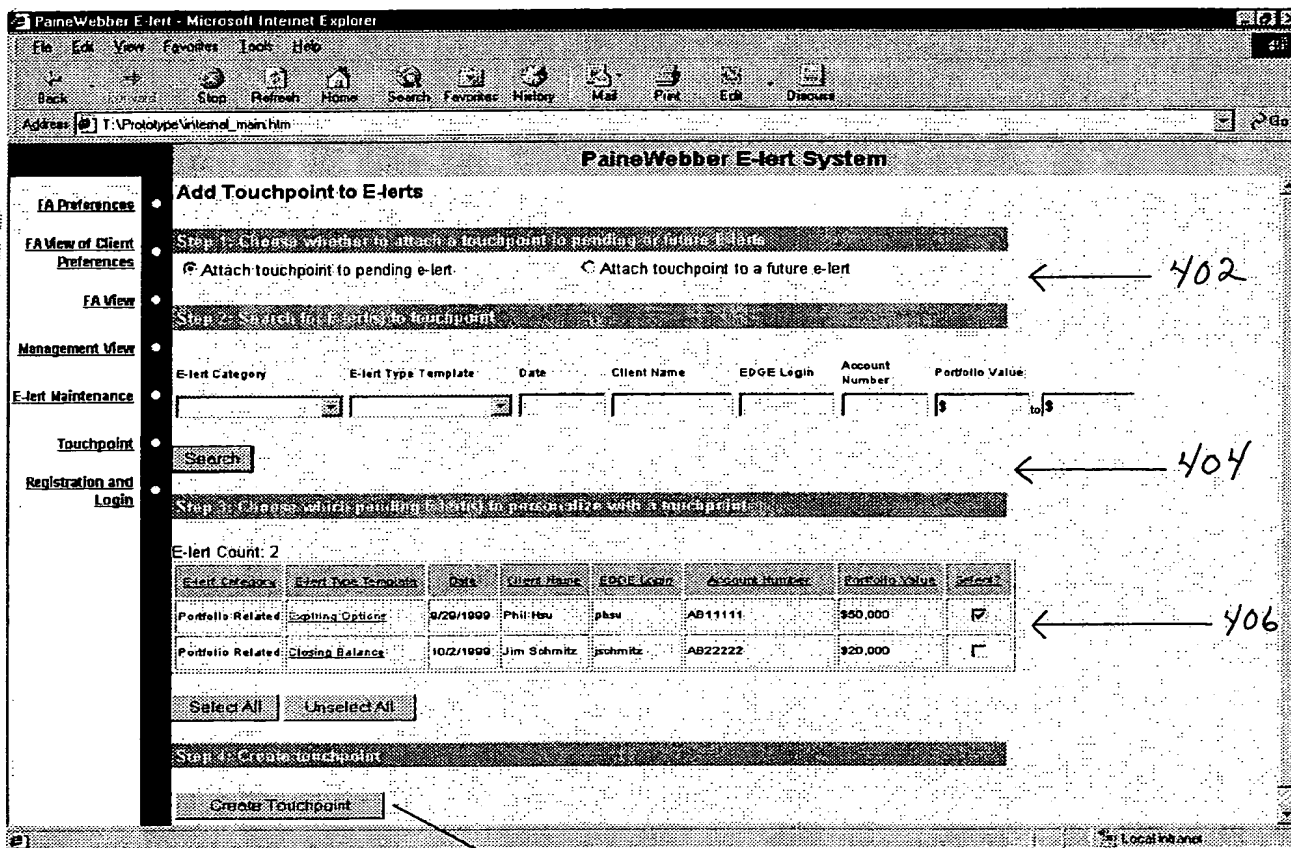 PaineWebber E-lert - Microsoft Internet Explorer
File Edit View Favorites Tools Help
Back Forward Stop Refresh Home Search Favorites History Mail Print Edit Discuss
Address T:\Prototype\internal_main.htm Go
PaineWebber E-lert System
FA Preferences
FA View of Client Preferences
FA View
Management View
E-lert Maintenance
Touchpoint
Registration and Login
Add Touchpoint to E-lerts
Step 1: Choose whether to attach a touchpoint to pending or future E-lerts
Attach touchpoint to pending e-lert Attach touchpoint to a future e-lert
402
Step 2: Search for E-lert(s) to touchpoint
E-lert Category E-lert Type Template Date Client Name EDGE Login Account Number Portfolio Value
$ to $
Search
404
Step 3: Choose which pending E-lert(s) to personalize with a touchpoint
E-lert Count: 2
E-lert Category E-lert Type Template Date Client Name EDGE Login Account Number Portfolio Value Select?
Portfolio Related Expiring Options 9/29/1999 Phil Hsu phsu AB11111 $50,000
406
Portfolio Related Closing Balance 10/2/1999 Jim Schmitz jschmitz AB22222 $20,000
Select All Unselect All
Step 4: Create touchpoint
Create Touchpoint
Local intranet